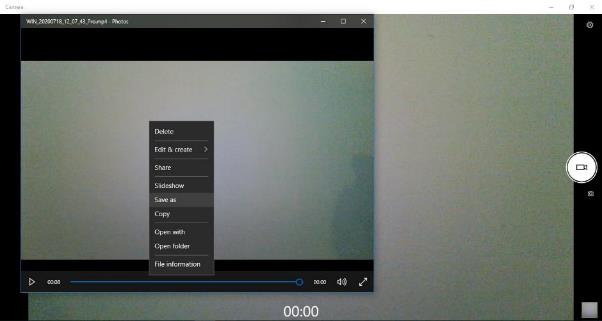 Camera
WIN_20200718_12_07_43_Pro.mp4 - Photos
Delete
Edit & create
Share
Slideshow
Save as
Copy
Open with
Open folder
File information
00:08
00:00
00:00